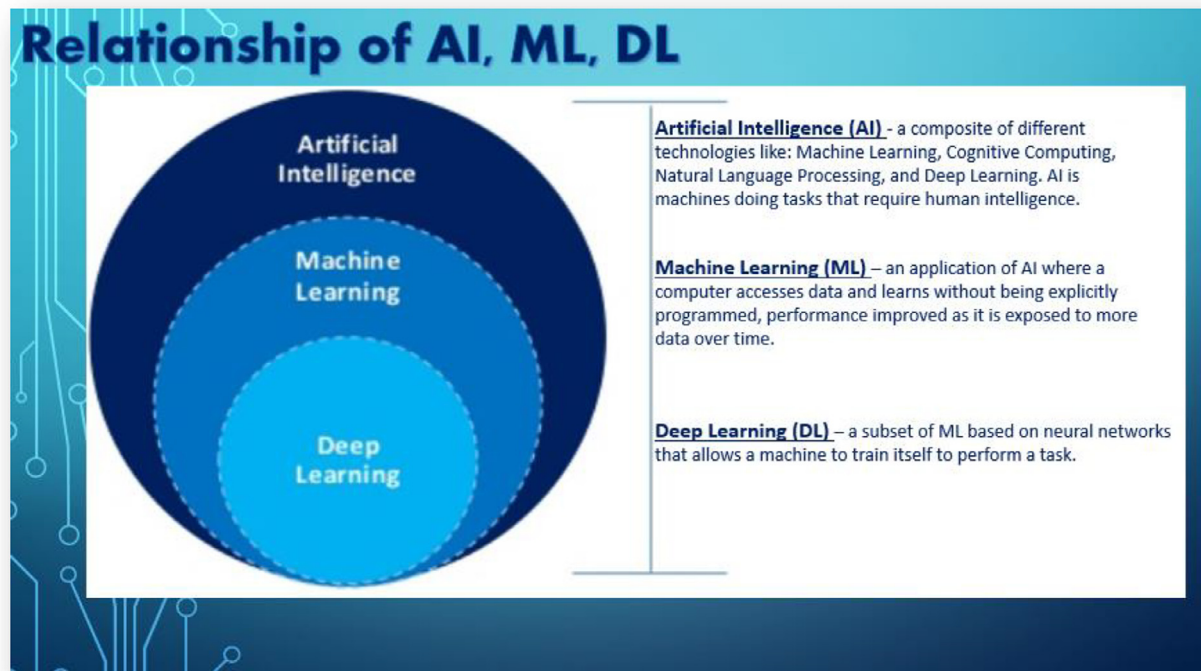 Relationship of AI, ML, DL
Artificial
Intelligence
Machine
Learning
Deep
Learning
Artificial Intelligence (AI) - a composite of different
technologies like: Machine Learning, Cognitive Computing,
Natural Language Processing, and Deep Learning. AI is
machines doing tasks that require human intelligence.
Machine Learning (ML) – an application of AI where a
computer accesses data and learns without being explicitly
programmed, performance improved as it is exposed to more
data over time.
Deep Learning (DL) – a subset of ML based on neural networks
that allows a machine to train itself to perform a task.